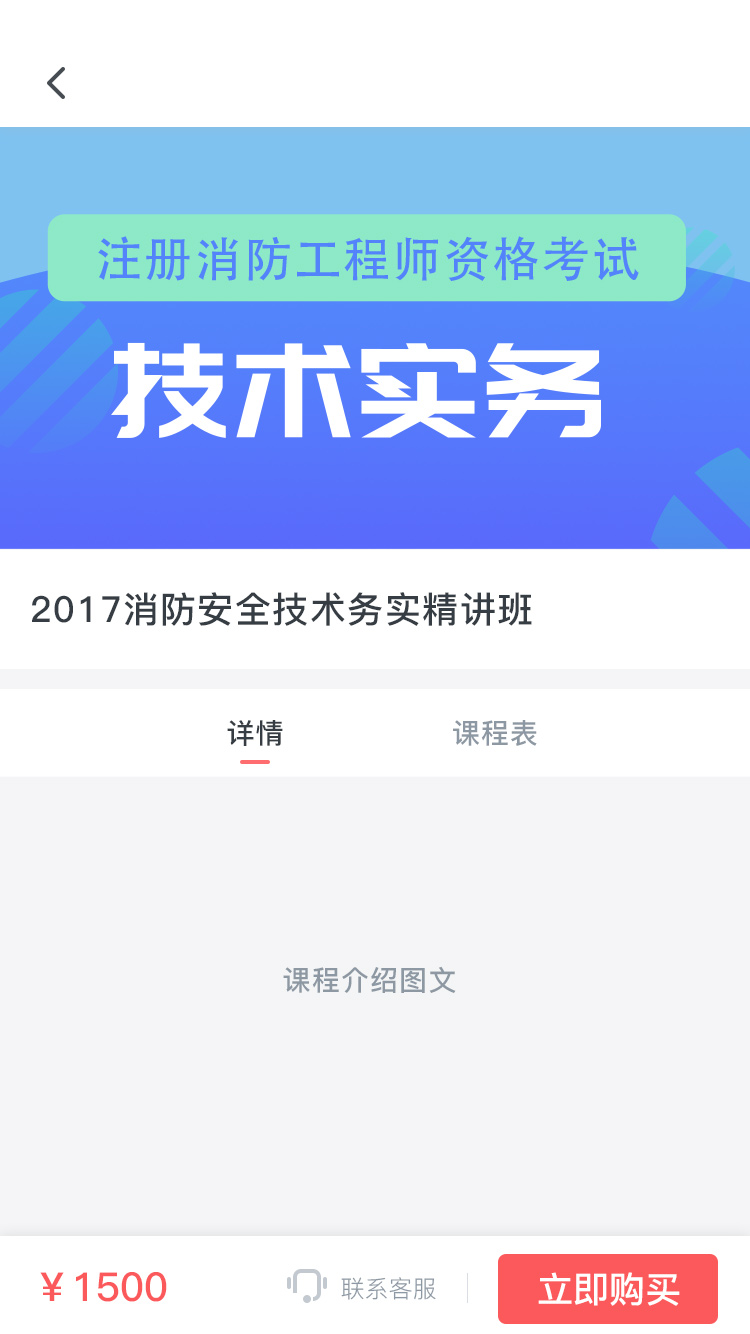 注册消防工程师资格考试
技术实务
2017消防安全技术务实精讲班
详情 课程表
课程介绍图文
¥ 1500 联系客服 立即购买